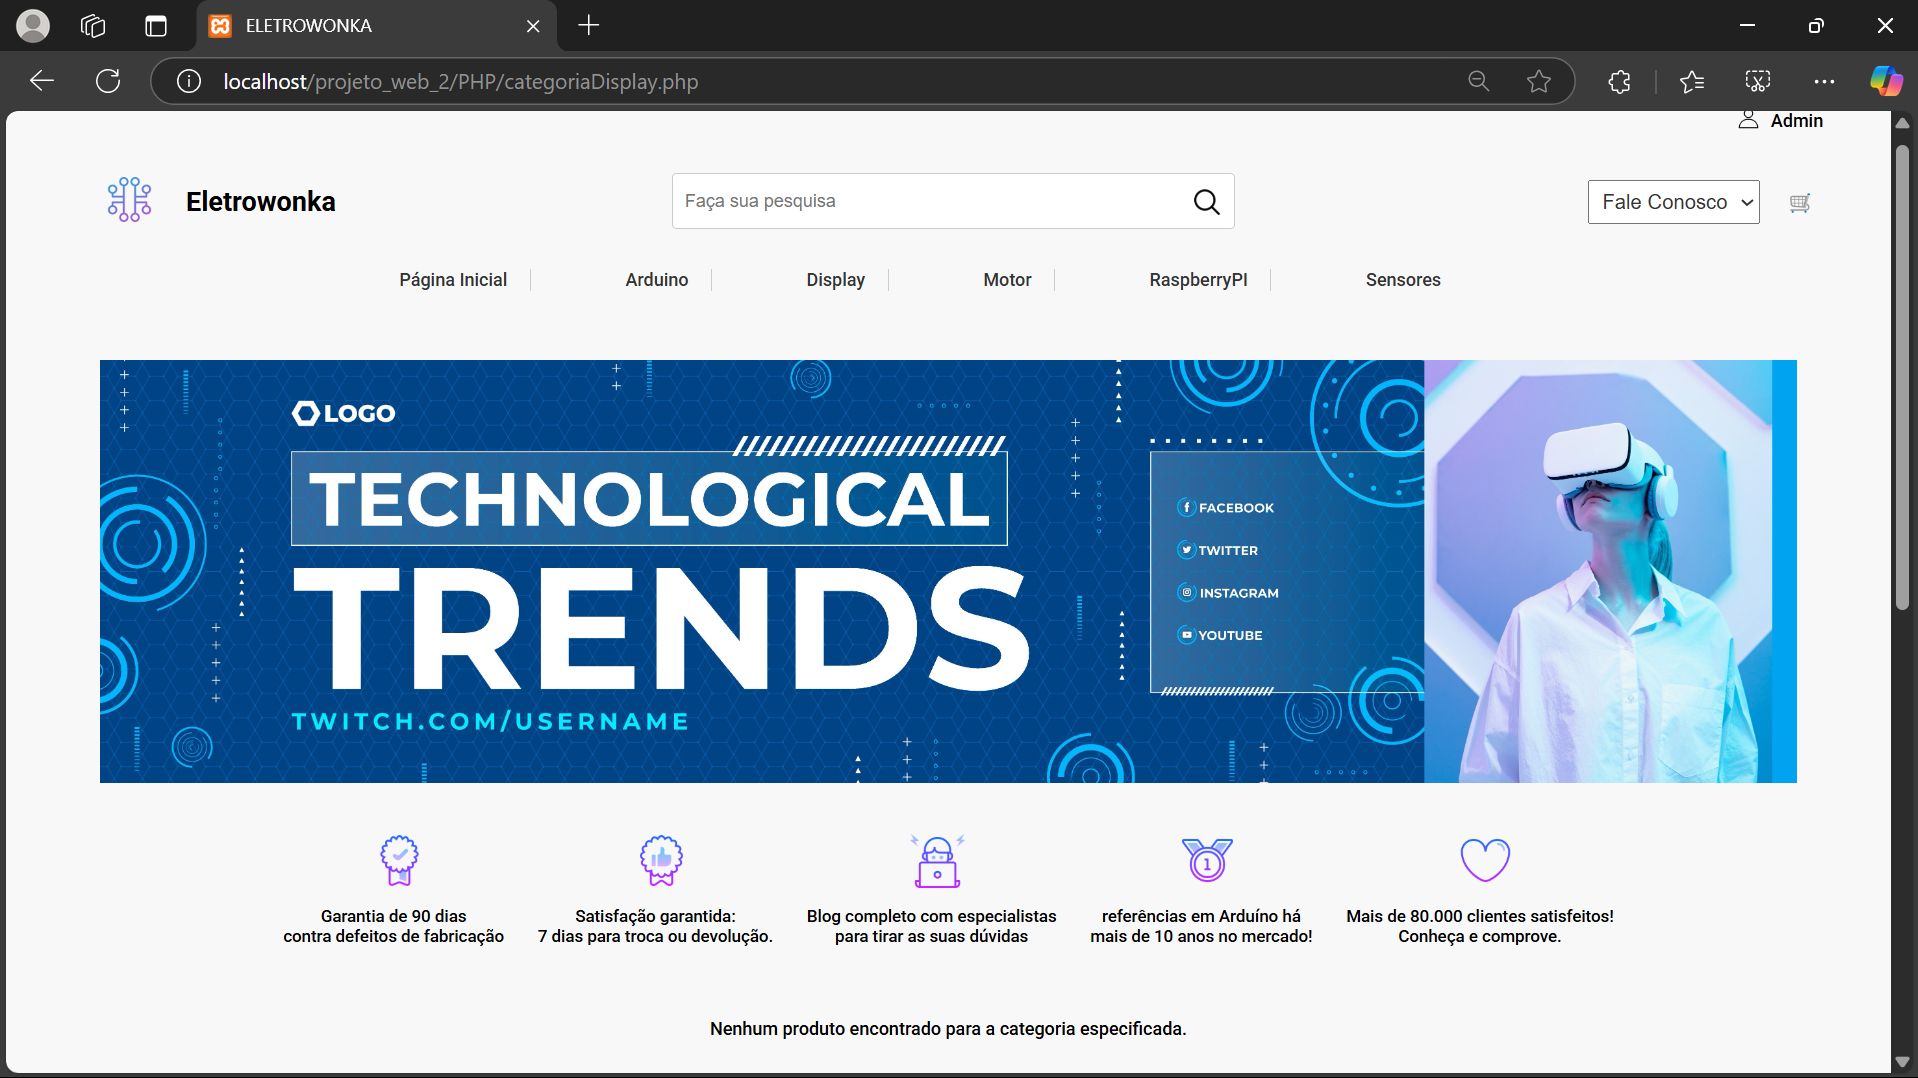 ELETROWONKA
localhost/projeto_web_2/PHP/categoriaDisplay.php
Admin
Eletrowonka
Faça sua pesquisa
Fale Conosco
Página Inicial
Arduino
Display
Motor
RaspberryPI
Sensores
LOGO
TECHNOLOGICAL
TRENDS
TWITCH.COM/USERNAME
FACEBOOK
TWITTER
INSTAGRAM
YOUTUBE
1
Garantia de 90 dias
contra defeitos de fabricação
Satisfação garantida:
7 dias para troca ou devolução.
Blog completo com especialistas
para tirar as suas dúvidas
referências em Arduíno há
mais de 10 anos no mercado!
Mais de 80.000 clientes satisfeitos!
Conheça e comprove.
Nenhum produto encontrado para a categoria especificada.